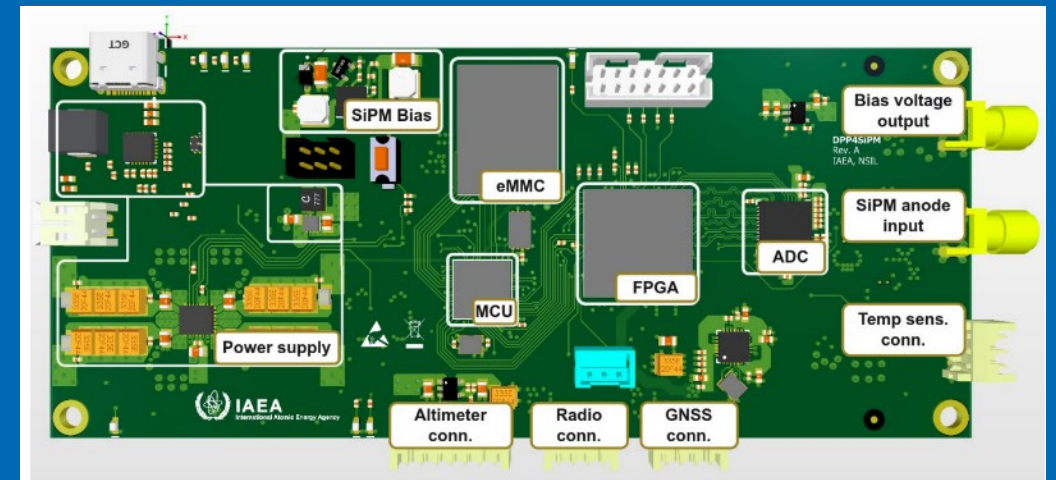 GCT
SiPM Bias
eMMC
Bias voltage
output
DPP4SiPM
Rev. A
IAEA, NSIL
SiPM anode
input
ADC
FPGA
MCU
Power supply
Temp sens.
conn.
IAEA
International Atomic Energy Agency
Altimeter
conn.
Radio
conn.
GNSS
conn.